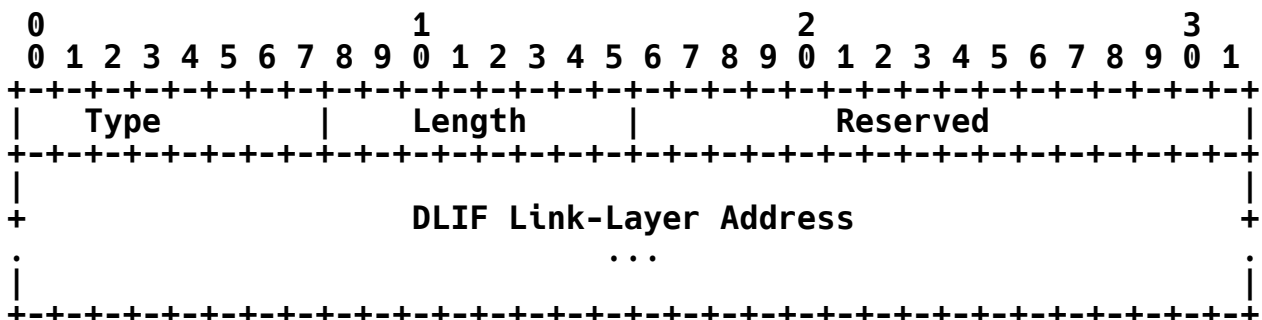 0                   1                   2                   3
 0 1 2 3 4 5 6 7 8 9 0 1 2 3 4 5 6 7 8 9 0 1 2 3 4 5 6 7 8 9 0 1
+-+-+-+-+-+-+-+-+-+-+-+-+-+-+-+-+-+-+-+-+-+-+-+-+-+-+-+-+-+-+-+-+
|   Type        |    Length     |          Reserved             |
+-+-+-+-+-+-+-+-+-+-+-+-+-+-+-+-+-+-+-+-+-+-+-+-+-+-+-+-+-+-+-+-+
|                                                               |
+                    DLIF Link-Layer Address                    +
.                              ...                              .
|                                                               |
+-+-+-+-+-+-+-+-+-+-+-+-+-+-+-+-+-+-+-+-+-+-+-+-+-+-+-+-+-+-+-+-+